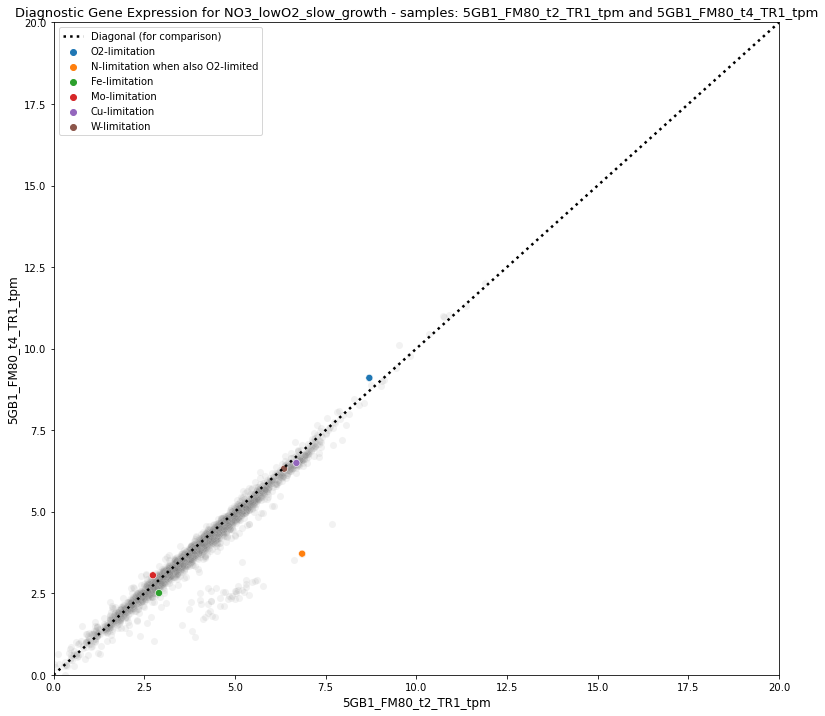 Diagnostic Gene Expression for NO3_lowO2_slow_growth - samples: 5GB1_FM80_t2_TR1_tpm and 5GB1_FM80_t4_TR1_tpm
Diagonal (for comparison)
O2-limitation
N-limitation when also O2-limited
Fe-limitation
Mo-limitation
Cu-limitation
W-limitation
20.0
17.5
15.0
12.5
10.0
7.5
5.0
2.5
0.0
5GB1_FM80_t4_TR1_tpm
0.0 2.5 5.0 7.5 10.0 12.5 15.0 17.5 20.0
5GB1_FM80_t2_TR1_tpm